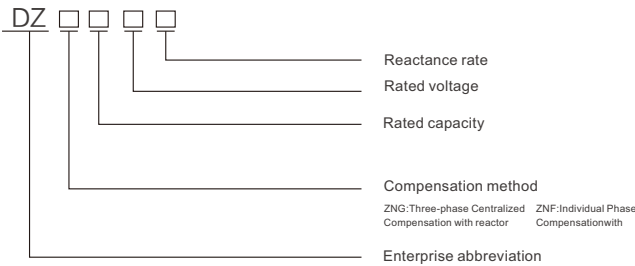 DZ □ □ □ □
Reactance rate
Rated voltage
Rated capacity
Compensation method
ZNG:Three-phase Centralized ZNF:Individual Phase
Compensation with reactor Compensationwith
Enterprise abbreviation